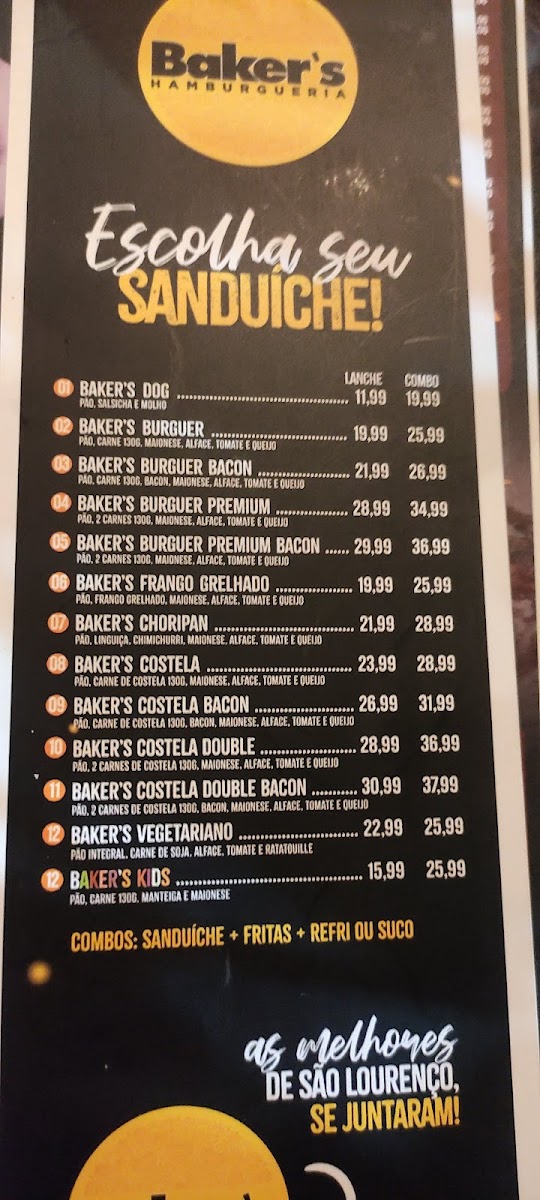 Baker's
HAMBURGUERIA
Escolha seu
SANDUÍCHE!
LANCHE COMBO
01 BAKER'S DOG 11,99 19,99
PÃO, SALSICHA E MOLHO
02 BAKER'S BURGUER 19,99 25,99
PÃO, CARNE 130G, MAIONESE, ALFACE, TOMATE E QUEIJO
03 BAKER'S BURGUER BACON 21,99 26,99
PÃO, CARNE 130G, BACON, MAIONESE, ALFACE, TOMATE E QUEIJO
04 BAKER'S BURGUER PREMIUM 28,99 34,99
PÃO, 2 CARNES 130G, MAIONESE, ALFACE, TOMATE E QUEIJO
05 BAKER'S BURGUER PREMIUM BACON 29,99 36,99
PÃO, 2 CARNES 130G, MAIONESE, ALFACE, TOMATE E QUEIJO
06 BAKER'S FRANGO GRELHADO 19,99 25,99
PÃO, FRANGO GRELHADO, MAIONESE, ALFACE, TOMATE E QUEIJO
07 BAKER'S CHORIPAN 21,99 28,99
PÃO, LINGUIÇA, CHIMICHURRI, MAIONESE, ALFACE, TOMATE E QUEIJO
08 BAKER'S COSTELA 23,99 28,99
PÃO, CARNE DE COSTELA 130G, MAIONESE, ALFACE, TOMATE E QUEIJO
09 BAKER'S COSTELA BACON 26,99 31,99
PÃO, CARNE DE COSTELA 130G, BACON, MAIONESE, ALFACE, TOMATE E QUEIJO
10 BAKER'S COSTELA DOUBLE 28,99 36,99
PÃO, 2 CARNES DE COSTELA 130G, MAIONESE, ALFACE, TOMATE E QUEIJO
11 BAKER'S COSTELA DOUBLE BACON 30,99 37,99
PÃO, 2 CARNES DE COSTELA 130G, BACON, MAIONESE, ALFACE, TOMATE E QUEIJO
12 BAKER'S VEGETARIANO 22,99 25,99
PÃO INTEGRAL, CARNE DE SOJA, ALFACE, TOMATE E RATATOUILLE
12 BAKER'S KIDS 15,99 25,99
PÃO, CARNE 130G, MANTEIGA E MAIONESE
COMBOS: SANDUÍCHE + FRITAS + REFRI OU SUCO
as melhores
DE SÃO LOURENÇO,
SE JUNTARAM!